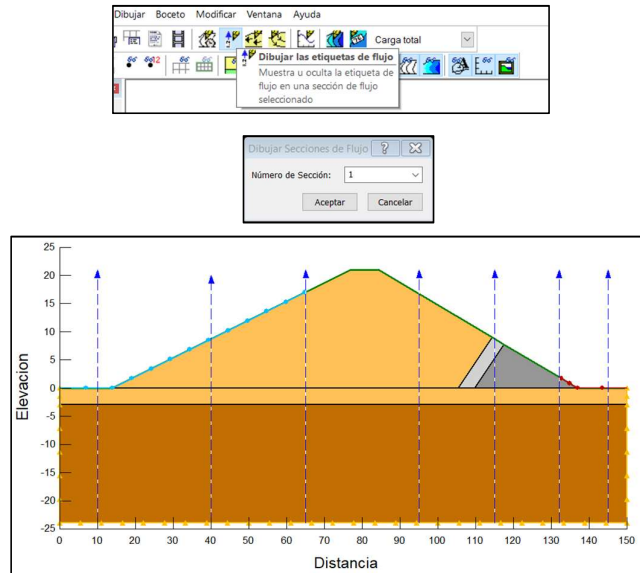 Dibujar Boceto Modificar Ventana Ayuda
Carga total
Dibujar las etiquetas de flujo
Muestra u oculta la etiqueta de
flujo en una sección de flujo
seleccionado
Dibujar Secciones de Flujo
Número de Sección: 1
Aceptar Cancelar
25
20
15
10
5
0
-5
-10
-15
-20
-25
Elevacion
0 10 20 30 40 50 60 70 80 90 100 110 120 130 140 150
Distancia